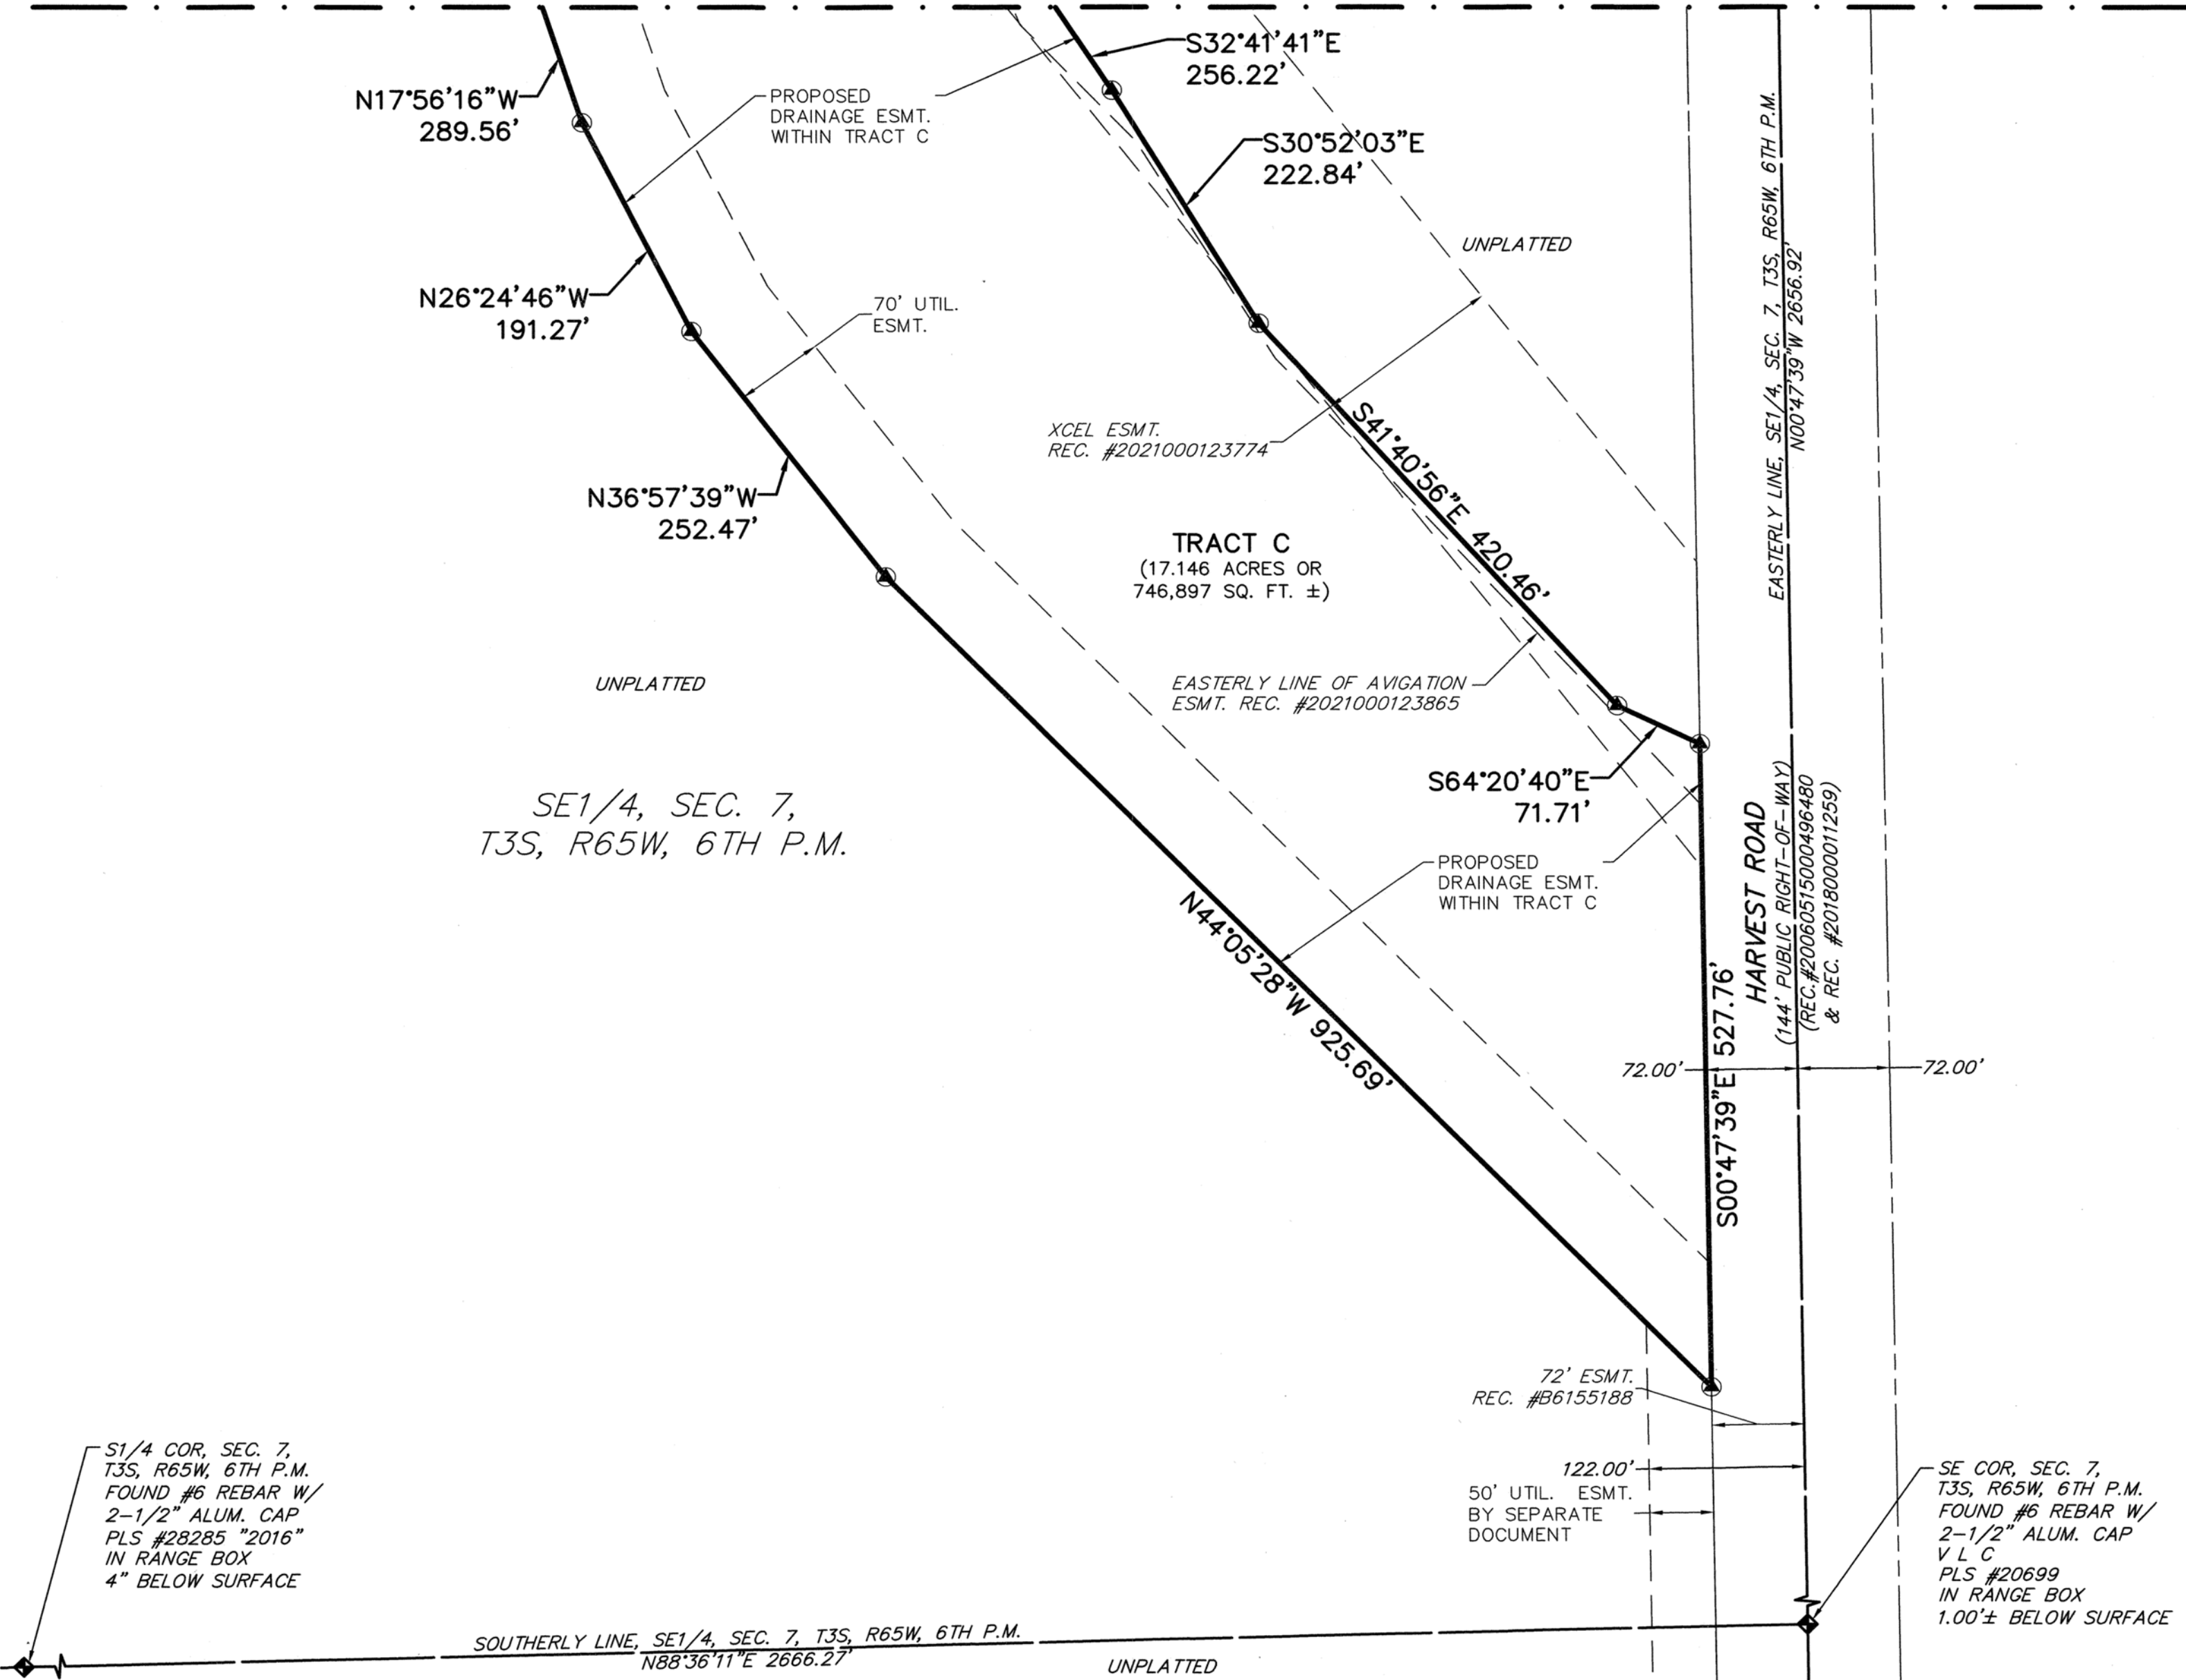 S32°41'41"E
256.22'
N17°56'16"W
289.56'
PROPOSED
DRAINAGE ESMT.
WITHIN TRACT C
S30°52'03"E
222.84'
UNPLATTED
EASTERLY LINE, SE1/4, SEC. 7, T3S, R65W, 6TH P.M.
N00°47'39"W 2656.92'
N26°24'46"W
191.27'
70' UTIL.
ESMT.
XCEL ESMT.
REC. #2021000123774
S41°40'56"E 420.46'
N36°57'39"W
252.47'
TRACT C
(17.146 ACRES OR
746,897 SQ. FT. ±)
UNPLATTED
EASTERLY LINE OF AVIGATION
ESMT. REC. #2021000123865
S64°20'40"E
71.71'
SE1/4, SEC. 7,
T3S, R65W, 6TH P.M.
PROPOSED
DRAINAGE ESMT.
WITHIN TRACT C
HARVEST ROAD
(144' PUBLIC RIGHT-OF-WAY)
(REC.#20060515000496480
& REC. #2018000011259)
N44°05'28"W 925.69'
S00°47'39"E 527.76'
72.00'
72.00'
72' ESMT.
REC. #B6155188
122.00'
50' UTIL. ESMT.
BY SEPARATE
DOCUMENT
S1/4 COR, SEC. 7,
T3S, R65W, 6TH P.M.
FOUND #6 REBAR W/
2-1/2" ALUM. CAP
PLS #28285 "2016"
IN RANGE BOX
4" BELOW SURFACE
SE COR, SEC. 7,
T3S, R65W, 6TH P.M.
FOUND #6 REBAR W/
2-1/2" ALUM. CAP
V L C
PLS #20699
IN RANGE BOX
1.00'± BELOW SURFACE
SOUTHERLY LINE, SE1/4, SEC. 7, T3S, R65W, 6TH P.M.
N88°36'11"E 2666.27'
UNPLATTED